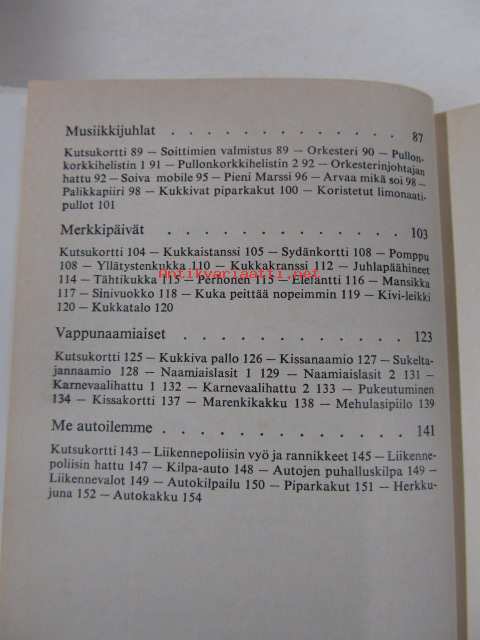 Musiikkijuhlat . . . . . . . . . . . . . . 87
Kutsukortti 89 — Soittimien valmistus 89 — Orkesteri 90 — Pullon-
korkkihelistin 1 91 — Pullonkorkkihelistin 2 92 — Orkesterinjohtajan
hattu 92 — Soiva mobile 95 — Pieni Marssi 96 — Arvaa mikä soi 98 —
Palikkapiiri 98 — Kukkivat piparkakut 100 — Koristetut limonaati-
pullot 101
Merkkipäivät . . . . . . . . . . . . . . 103
Kutsukortti 104 — Kukkaistanssi 105 — Sydänkortti 108 — Pomppu
108 — Yllätystenkukka 110 — Kukkakranssi 112 — Juhlapäähineet
114 — Tähtikukka 115 — Perhonen 115 — Elefantti 116 — Mansikka
117 — Sinivuokko 118 — Kuka peittää nopeimmin 119 — Kivi-leikki
120 — Kukkatalo 120
antikvariaatti.net
Vappunaamiaiset . . . . . . . . . . . . . 123
Kutsukortti 125 — Kukkiva pallo 126 — Kissanaamio 127 — Sukelta-
jannaamio 128 — Naamiaislasit 1 129 — Naamiaislasit 2 131 —
Karnevaalihattu 1 132 — Karnevaalihattu 2 133 — Pukeutuminen
134 — Kissakortti 137 — Marenkikakku 138 — Mehulasipiilo 139
Me autoilemme . . . . . . . . . . . . . . 141
Kutsukortti 143 — Liikennepoliisin vyö ja rannikkeet 145 — Liikenne-
poliisin hattu 147 — Kilpa-auto 148 — Autojen puhalluskilpa 149 —
Liikennevalot 149 — Autokilpailu 150 — Piparkakut 151 — Herkku-
juna 152 — Autokakku 154